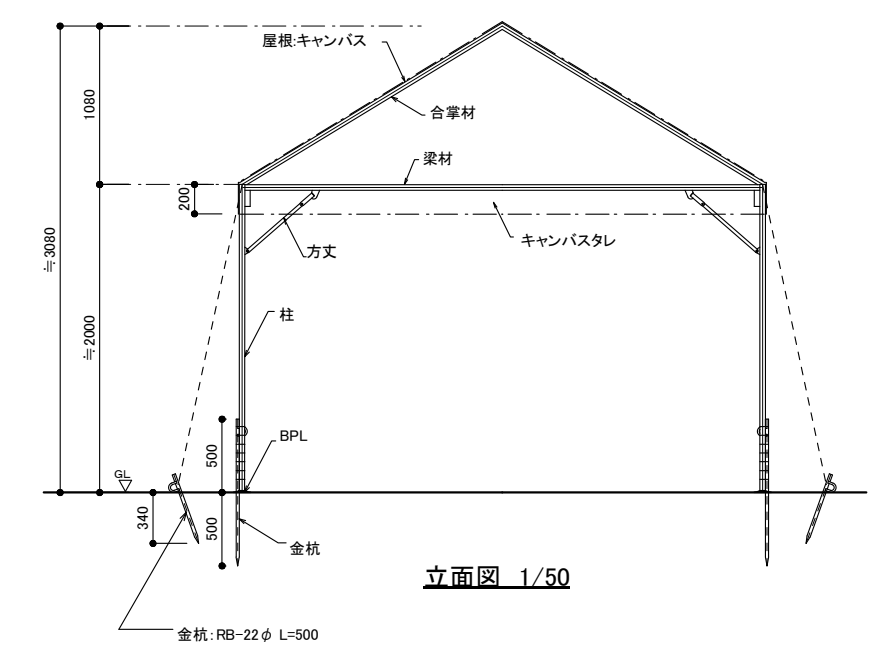 屋根:キャンバス
合掌材
梁材
1080
200
キャンバスタレ
方丈
≒3080
≒2000
柱
BPL
500
GL
340
500
金杭
立面図 1/50
金杭:RB-22φ L=500